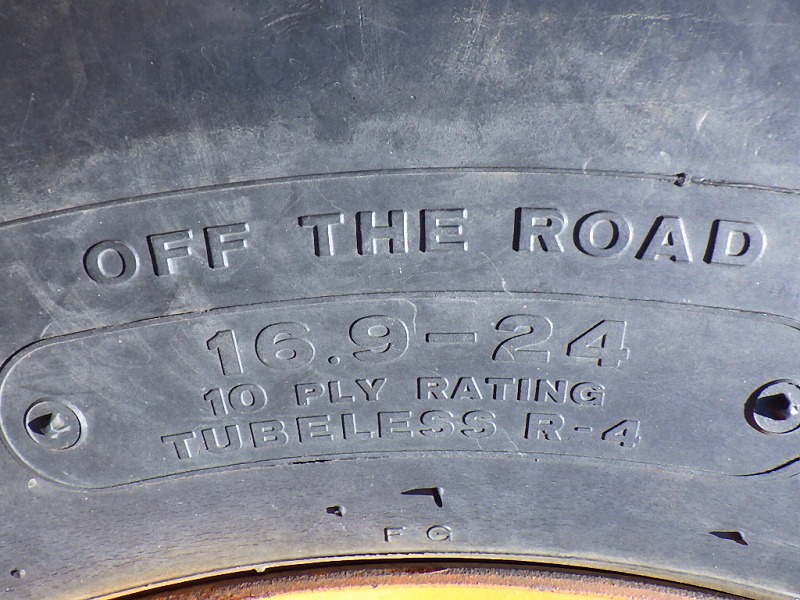 OFF THE ROAD
16.9-24
10 PLY RATING
TUBELESS R-4
F G